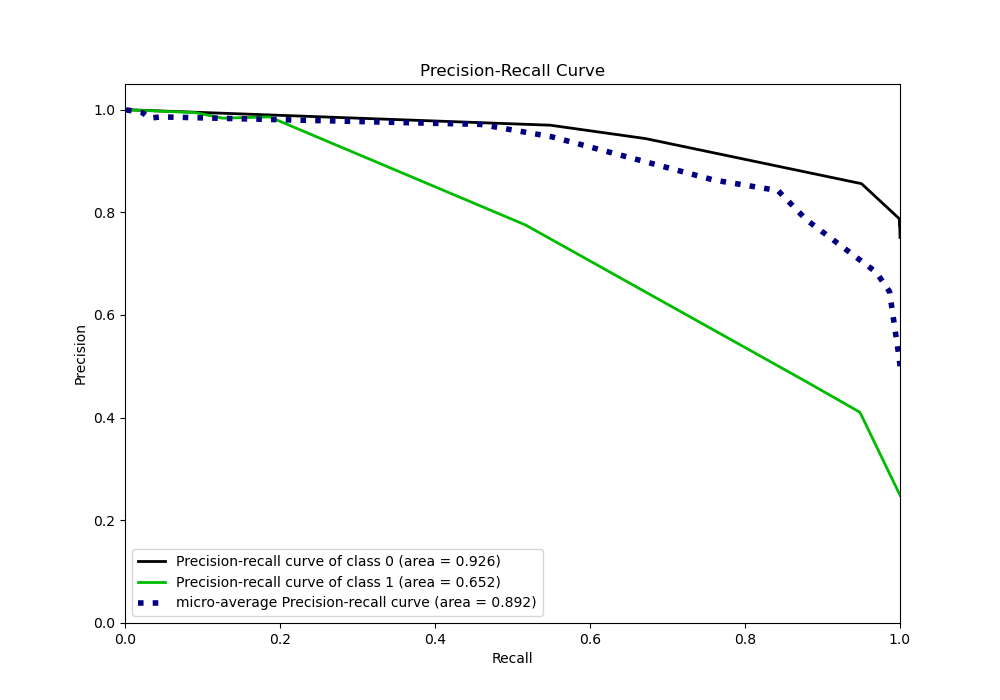 Precision-Recall Curve
Precision
1.0
0.8
0.6
0.4
0.2
0.0
Precision-recall curve of class 0 (area = 0.926)
Precision-recall curve of class 1 (area = 0.652)
micro-average Precision-recall curve (area = 0.892)
0.0 0.2 0.4 0.6 0.8 1.0
Recall